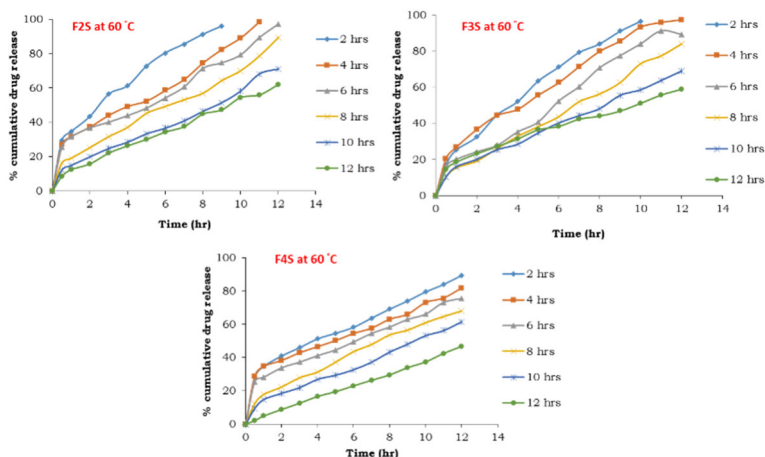 F2S at 60 °C
% cumulative drug release
100
80
60
40
20
0
0 2 4 6 8 10 12 14
Time (hr)
2 hrs
4 hrs
6 hrs
8 hrs
10 hrs
12 hrs
F3S at 60 °C
% cumulative drug release
100
80
60
40
20
0
0 2 4 6 8 10 12 14
Time (hr)
2 hrs
4 hrs
6 hrs
8 hrs
10 hrs
12 hrs
F4S at 60 °C
% cumulative drug release
100
80
60
40
20
0
0 2 4 6 8 10 12 14
Time (hr)
2 hrs
4 hrs
6 hrs
8 hrs
10 hrs
12 hrs